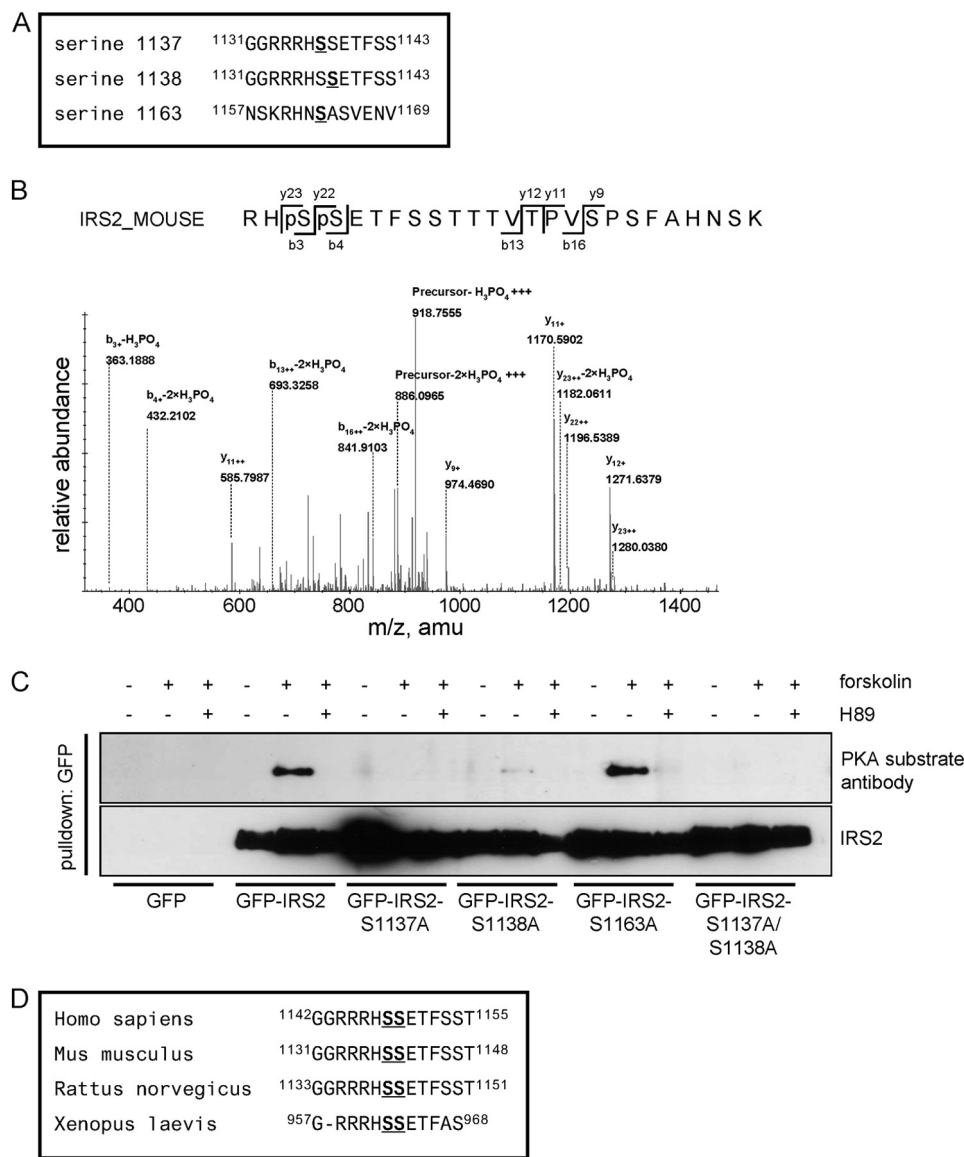 A
serine 1137 1131GGRRRHSSETFSS1143
serine 1138 1131GGRRRHSSETFSS1143
serine 1163 1157NSKRHNSASVENV1169
B
y23 y22 y12 y11 y9
IRS2_MOUSE R H pS pS E T F S S T T T V T P V S P S F A H N S K
b3 b4 b13 b16
Precursor- H3PO4 +++
918.7555
b3+-H3PO4
363.1888
y11+
1170.5902
b13++-2×H3PO4
693.3258
Precursor-2×H3PO4 +++
886.0965
y23++-2×H3PO4
1182.0611
b4+-2×H3PO4
432.2102
y22++
1196.5389
b16++-2×H3PO4
841.9103
y11++
585.7987
y9+
974.4690
y12+
1271.6379
y23++
1280.0380
relative abundance
400 600 800 1000 1200 1400
m/z, amu
C
- + + - + + - + + - + + - + + - + + forskolin
- - + - - + - - + - - + - - + - - + H89
pulldown: GFP
PKA substrate
antibody
IRS2
GFP GFP-IRS2 GFP-IRS2- GFP-IRS2- GFP-IRS2- GFP-IRS2-
S1137A S1138A S1163A S1137A/
S1138A
D
Homo sapiens 1142GGRRRHSSETFSST1155
Mus musculus 1131GGRRRHSSETFSST1148
Rattus norvegicus 1133GGRRRHSSETFSST1151
Xenopus laevis 957G-RRRHSSETFAS968